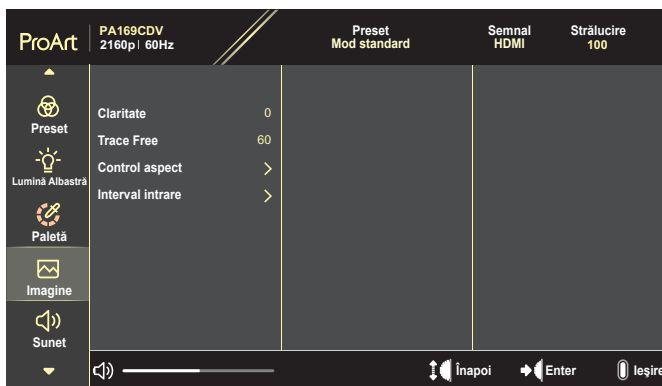 ProArt
PA169CDV
2160p | 60Hz
Preset
Mod standard
Semnal
HDMI
Strălucire
100
Preset
Lumină Albastră
Paletă
Imagine
Sunet
Claritate 0
Trace Free 60
Control aspect
Interval intrare
Înapoi
Enter
Ieșire